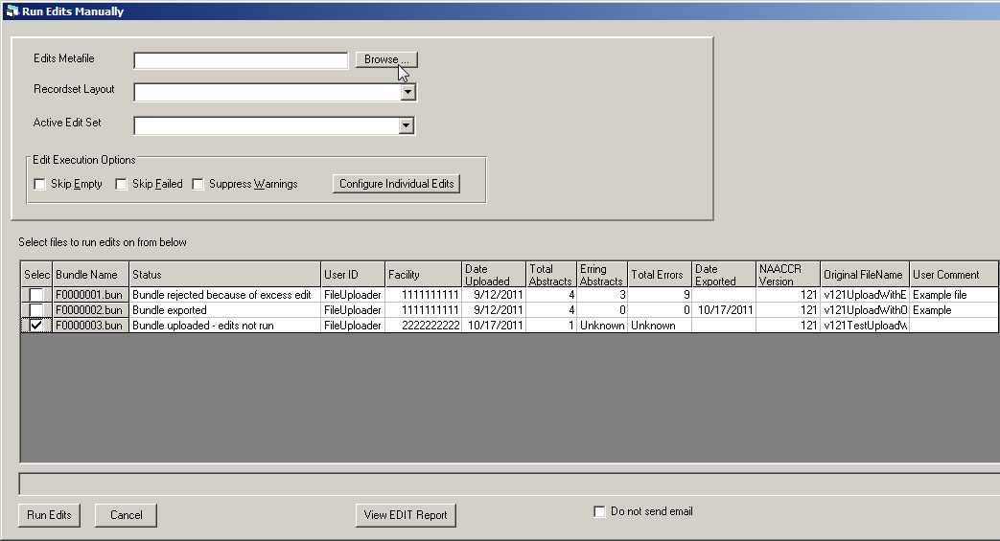 Run Edits Manually
Edits Metafile
Browse ...
Recordset Layout
Active Edit Set
Edit Execution Options
Skip Empty Skip Failed Suppress Warnings Configure Individual Edits
Select files to run edits on from below
Selec Bundle Name Status User ID Facility Date Uploaded Total Abstracts Erring Abstracts Total Errors Date Exported NAACCR Version Original FileName User Comment
F0000001.bun Bundle rejected because of excess edit FileUploader 1111111111 9/12/2011 4 3 9 121 v121UploadWithE Example file
F0000002.bun Bundle exported FileUploader 1111111111 9/12/2011 4 0 0 10/17/2011 121 v121UploadWithO Example
F0000003.bun Bundle uploaded - edits not run FileUploader 2222222222 10/17/2011 1 Unknown Unknown 121 v121TestUploadW
Run Edits Cancel View EDIT Report Do not send email